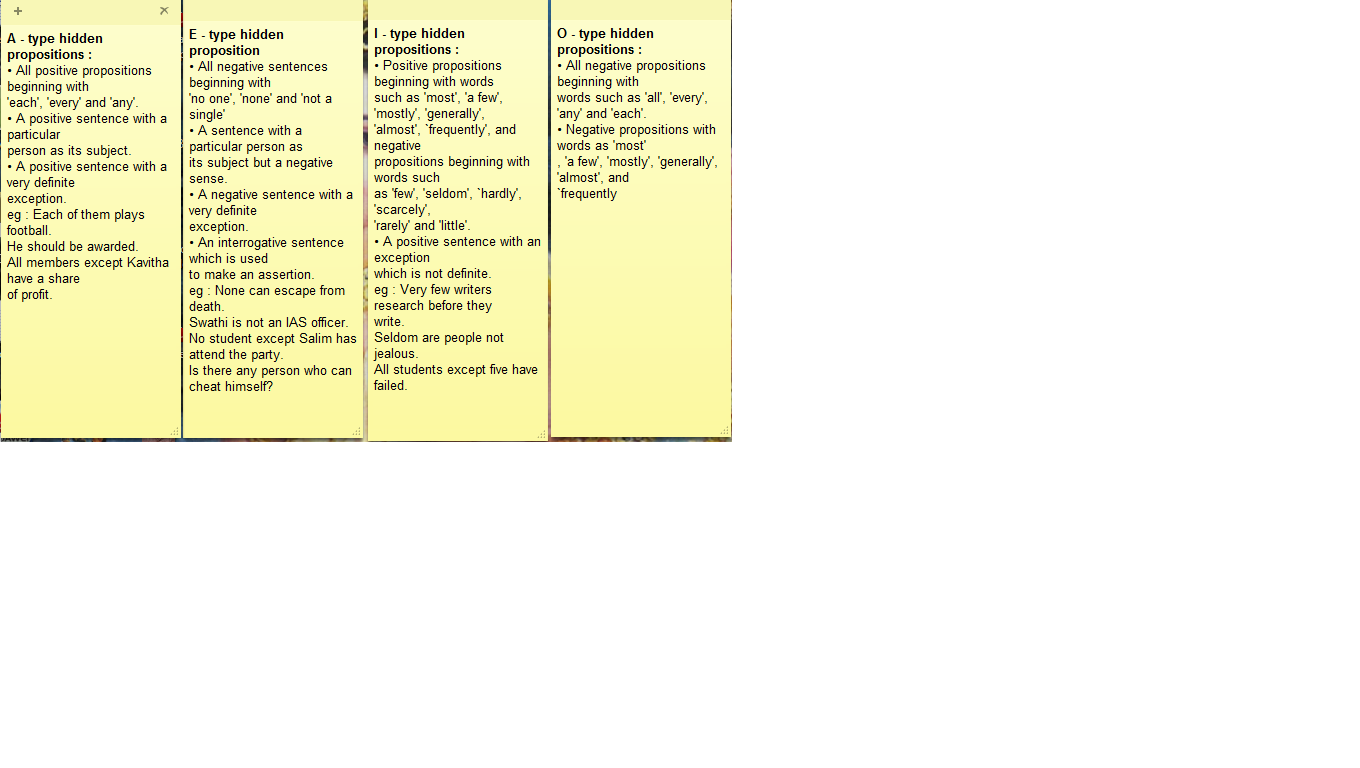 A - type hidden
propositions :
• All positive propositions
beginning with
'each', 'every' and 'any'.
• A positive sentence with a
particular
person as its subject.
• A positive sentence with a
very definite
exception.
eg : Each of them plays
football.
He should be awarded.
All members except Kavitha
have a share
of profit.
E - type hidden
proposition
• All negative sentences
beginning with
'no one', 'none' and 'not a
single'
• A sentence with a
particular person as
its subject but a negative
sense.
• A negative sentence with a
very definite
exception.
• An interrogative sentence
which is used
to make an assertion.
eg : None can escape from
death.
Swathi is not an IAS officer.
No student except Salim has
attend the party.
Is there any person who can
cheat himself?
I - type hidden
propositions :
• Positive propositions
beginning with words
such as 'most', 'a few',
'mostly', 'generally',
'almost', `frequently', and
negative
propositions beginning with
words such
as 'few', 'seldom', `hardly',
'scarcely',
'rarely' and 'little'.
• A positive sentence with an
exception
which is not definite.
eg : Very few writers
research before they
write.
Seldom are people not
jealous.
All students except five have
failed.
O - type hidden
propositions :
• All negative propositions
beginning with
words such as 'all', 'every',
'any' and 'each'.
• Negative propositions with
words as 'most'
, 'a few', 'mostly', 'generally',
'almost', and
`frequently